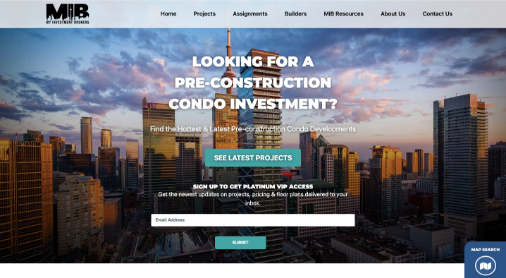 MIB
MY INVESTMENT BROKERS
Home Projects Assignments Builders MIB Resources About Us Contact Us
LOOKING FOR A
PRE-CONSTRUCTION
CONDO INVESTMENT?
Find the Hottest & Latest Pre-construction Condo Developments
SEE LATEST PROJECTS
SIGN UP TO GET PLATINUM VIP ACCESS
Get the newest updates on projects, pricing & floor plans delivered to your
inbox.
Email Address
SUBMIT
MAP SEARCH